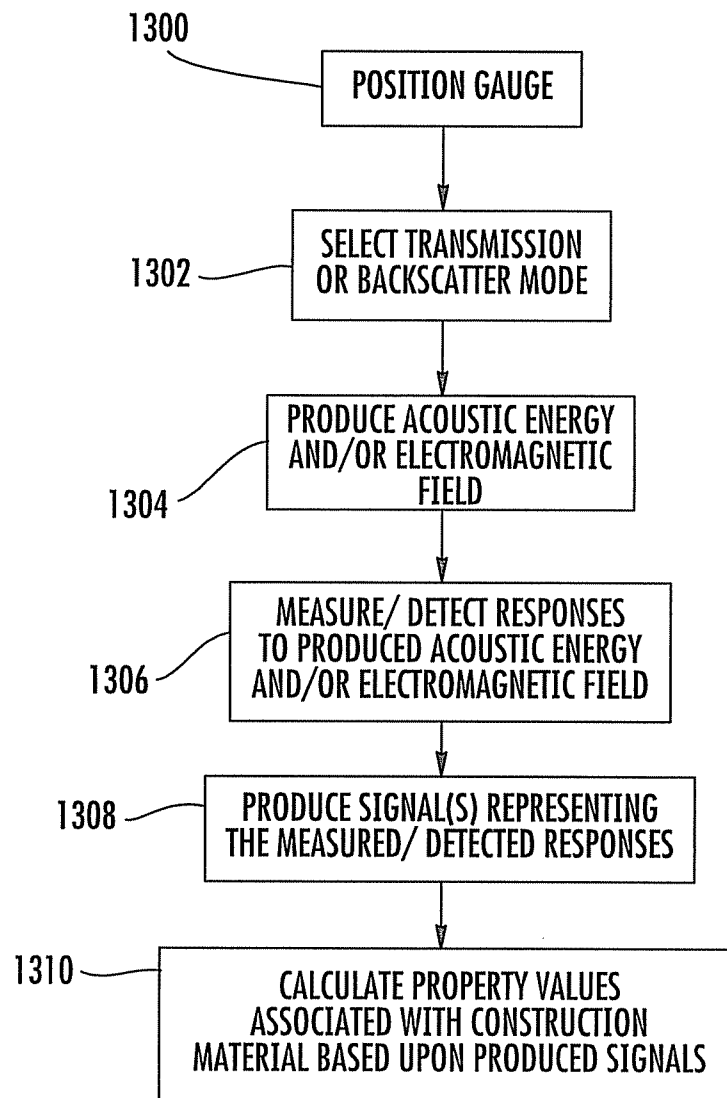 1300
POSITION GAUGE
1302
SELECT TRANSMISSION
OR BACKSCATTER MODE
1304
PRODUCE ACOUSTIC ENERGY
AND/OR ELECTROMAGNETIC
FIELD
1306
MEASURE/ DETECT RESPONSES
TO PRODUCED ACOUSTIC ENERGY
AND/OR ELECTROMAGNETIC FIELD
1308
PRODUCE SIGNAL(S) REPRESENTING
THE MEASURED/ DETECTED RESPONSES
1310
CALCULATE PROPERTY VALUES
ASSOCIATED WITH CONSTRUCTION
MATERIAL BASED UPON PRODUCED SIGNALS